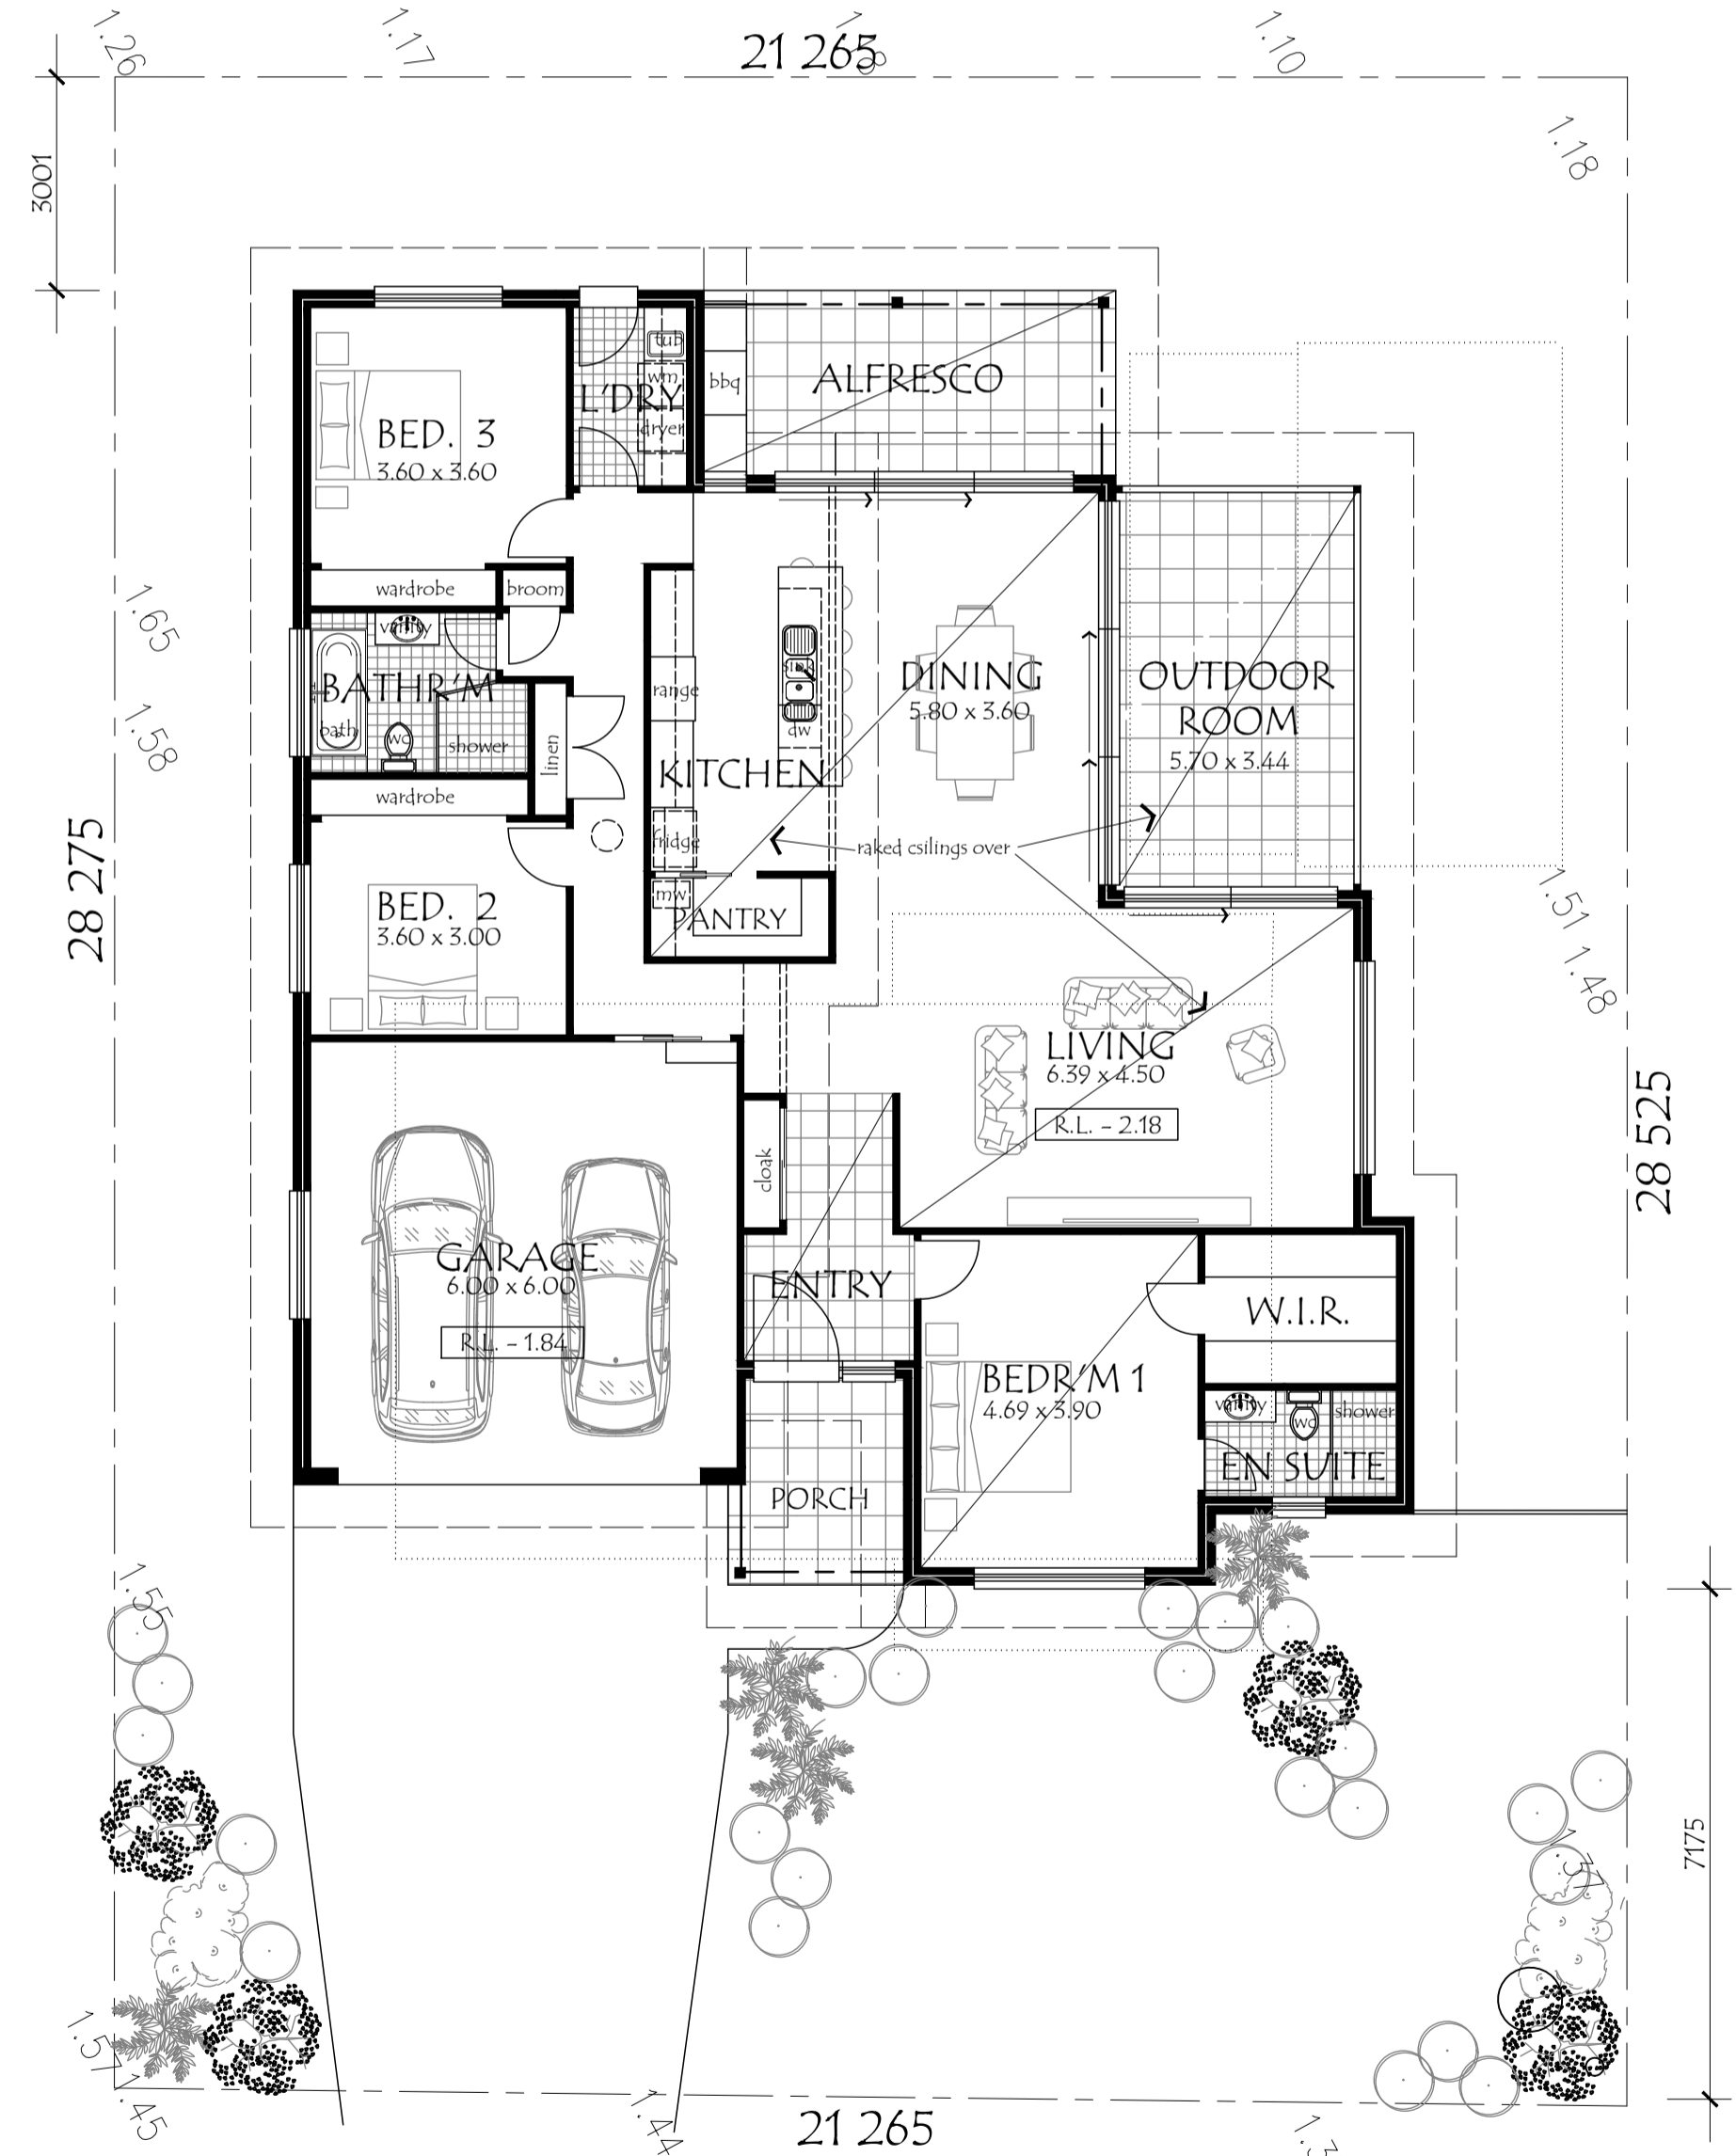 1.26
1.17
21 265
1.10
1.18
3001
tub
wm
L'DRY
dryer
bbq
ALFRESCO
BED. 3
3.60 x 3.60
wardrobe
broom
1.65
vanity
BATHR'M
bath
wc
shower
linen
range
sink
dw
KITCHEN
DINING
5.80 x 3.60
OUTDOOR
ROOM
5.70 x 3.44
1.58
wardrobe
fridge
raked csilings over
mw
PANTRY
28 275
BED. 2
3.60 x 3.00
1.51
1.48
LIVING
6.39 x 4.50
R.L. - 2.18
28 525
cloak
GARAGE
6.00 x 6.00
R.L. - 1.84
ENTRY
W.I.R.
BEDR'M 1
4.69 x 3.90
vanity
wc
shower
EN SUITE
PORCH
1.55
7175
1.37
1.57
1.45
1.44
21 265